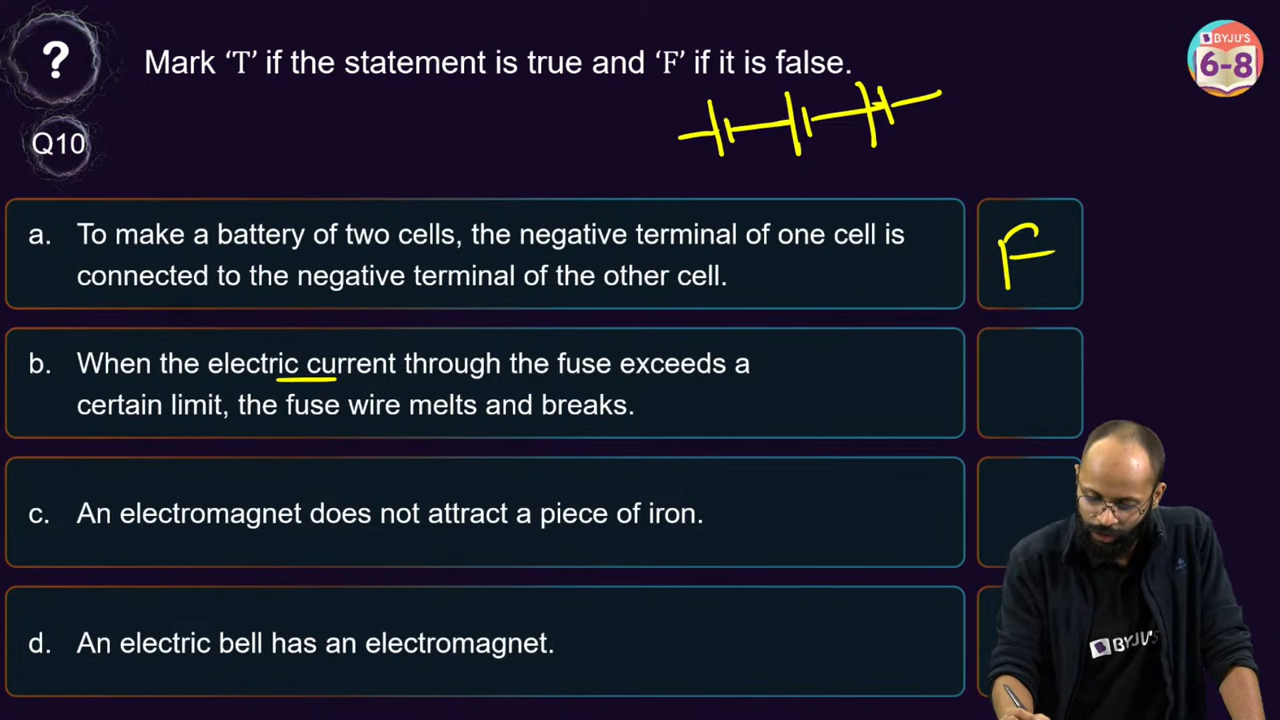 ?
Mark ‘T’ if the statement is true and ‘F’ if it is false.
BYJU'S
6-8
Q10
a. To make a battery of two cells, the negative terminal of one cell is
connected to the negative terminal of the other cell.
F
b. When the electric current through the fuse exceeds a
certain limit, the fuse wire melts and breaks.
c. An electromagnet does not attract a piece of iron.
d. An electric bell has an electromagnet.
BYJU'S